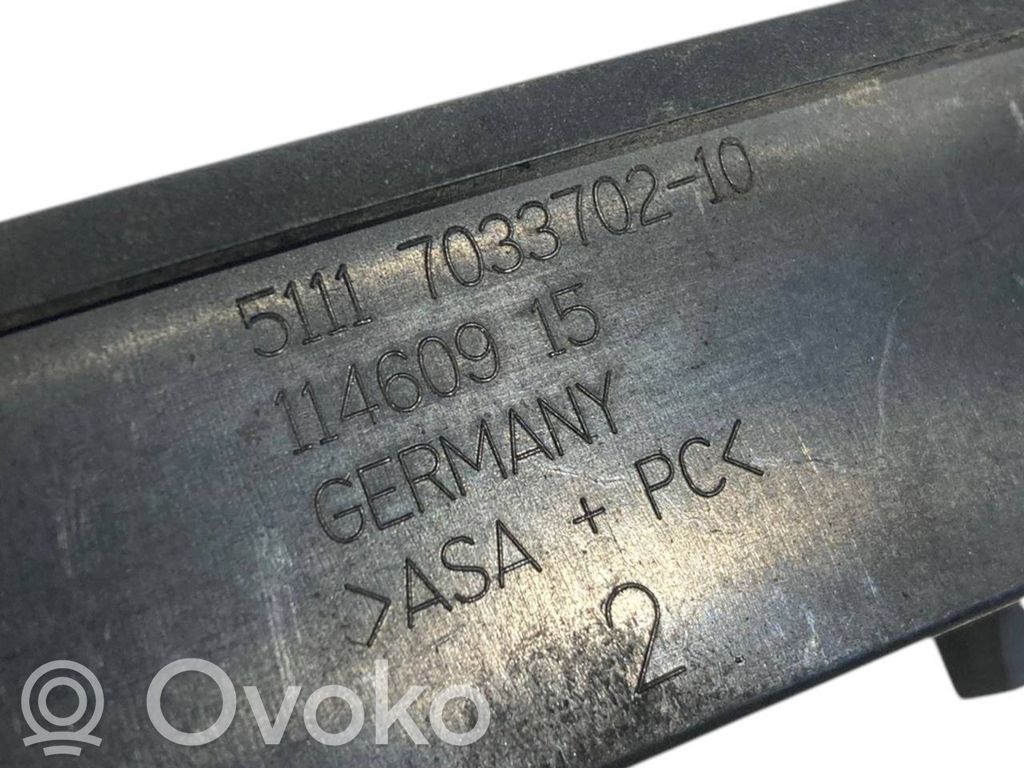 5111 7033702-10
114609 15
GERMANY
>ASA + PC<
2
Ovoko